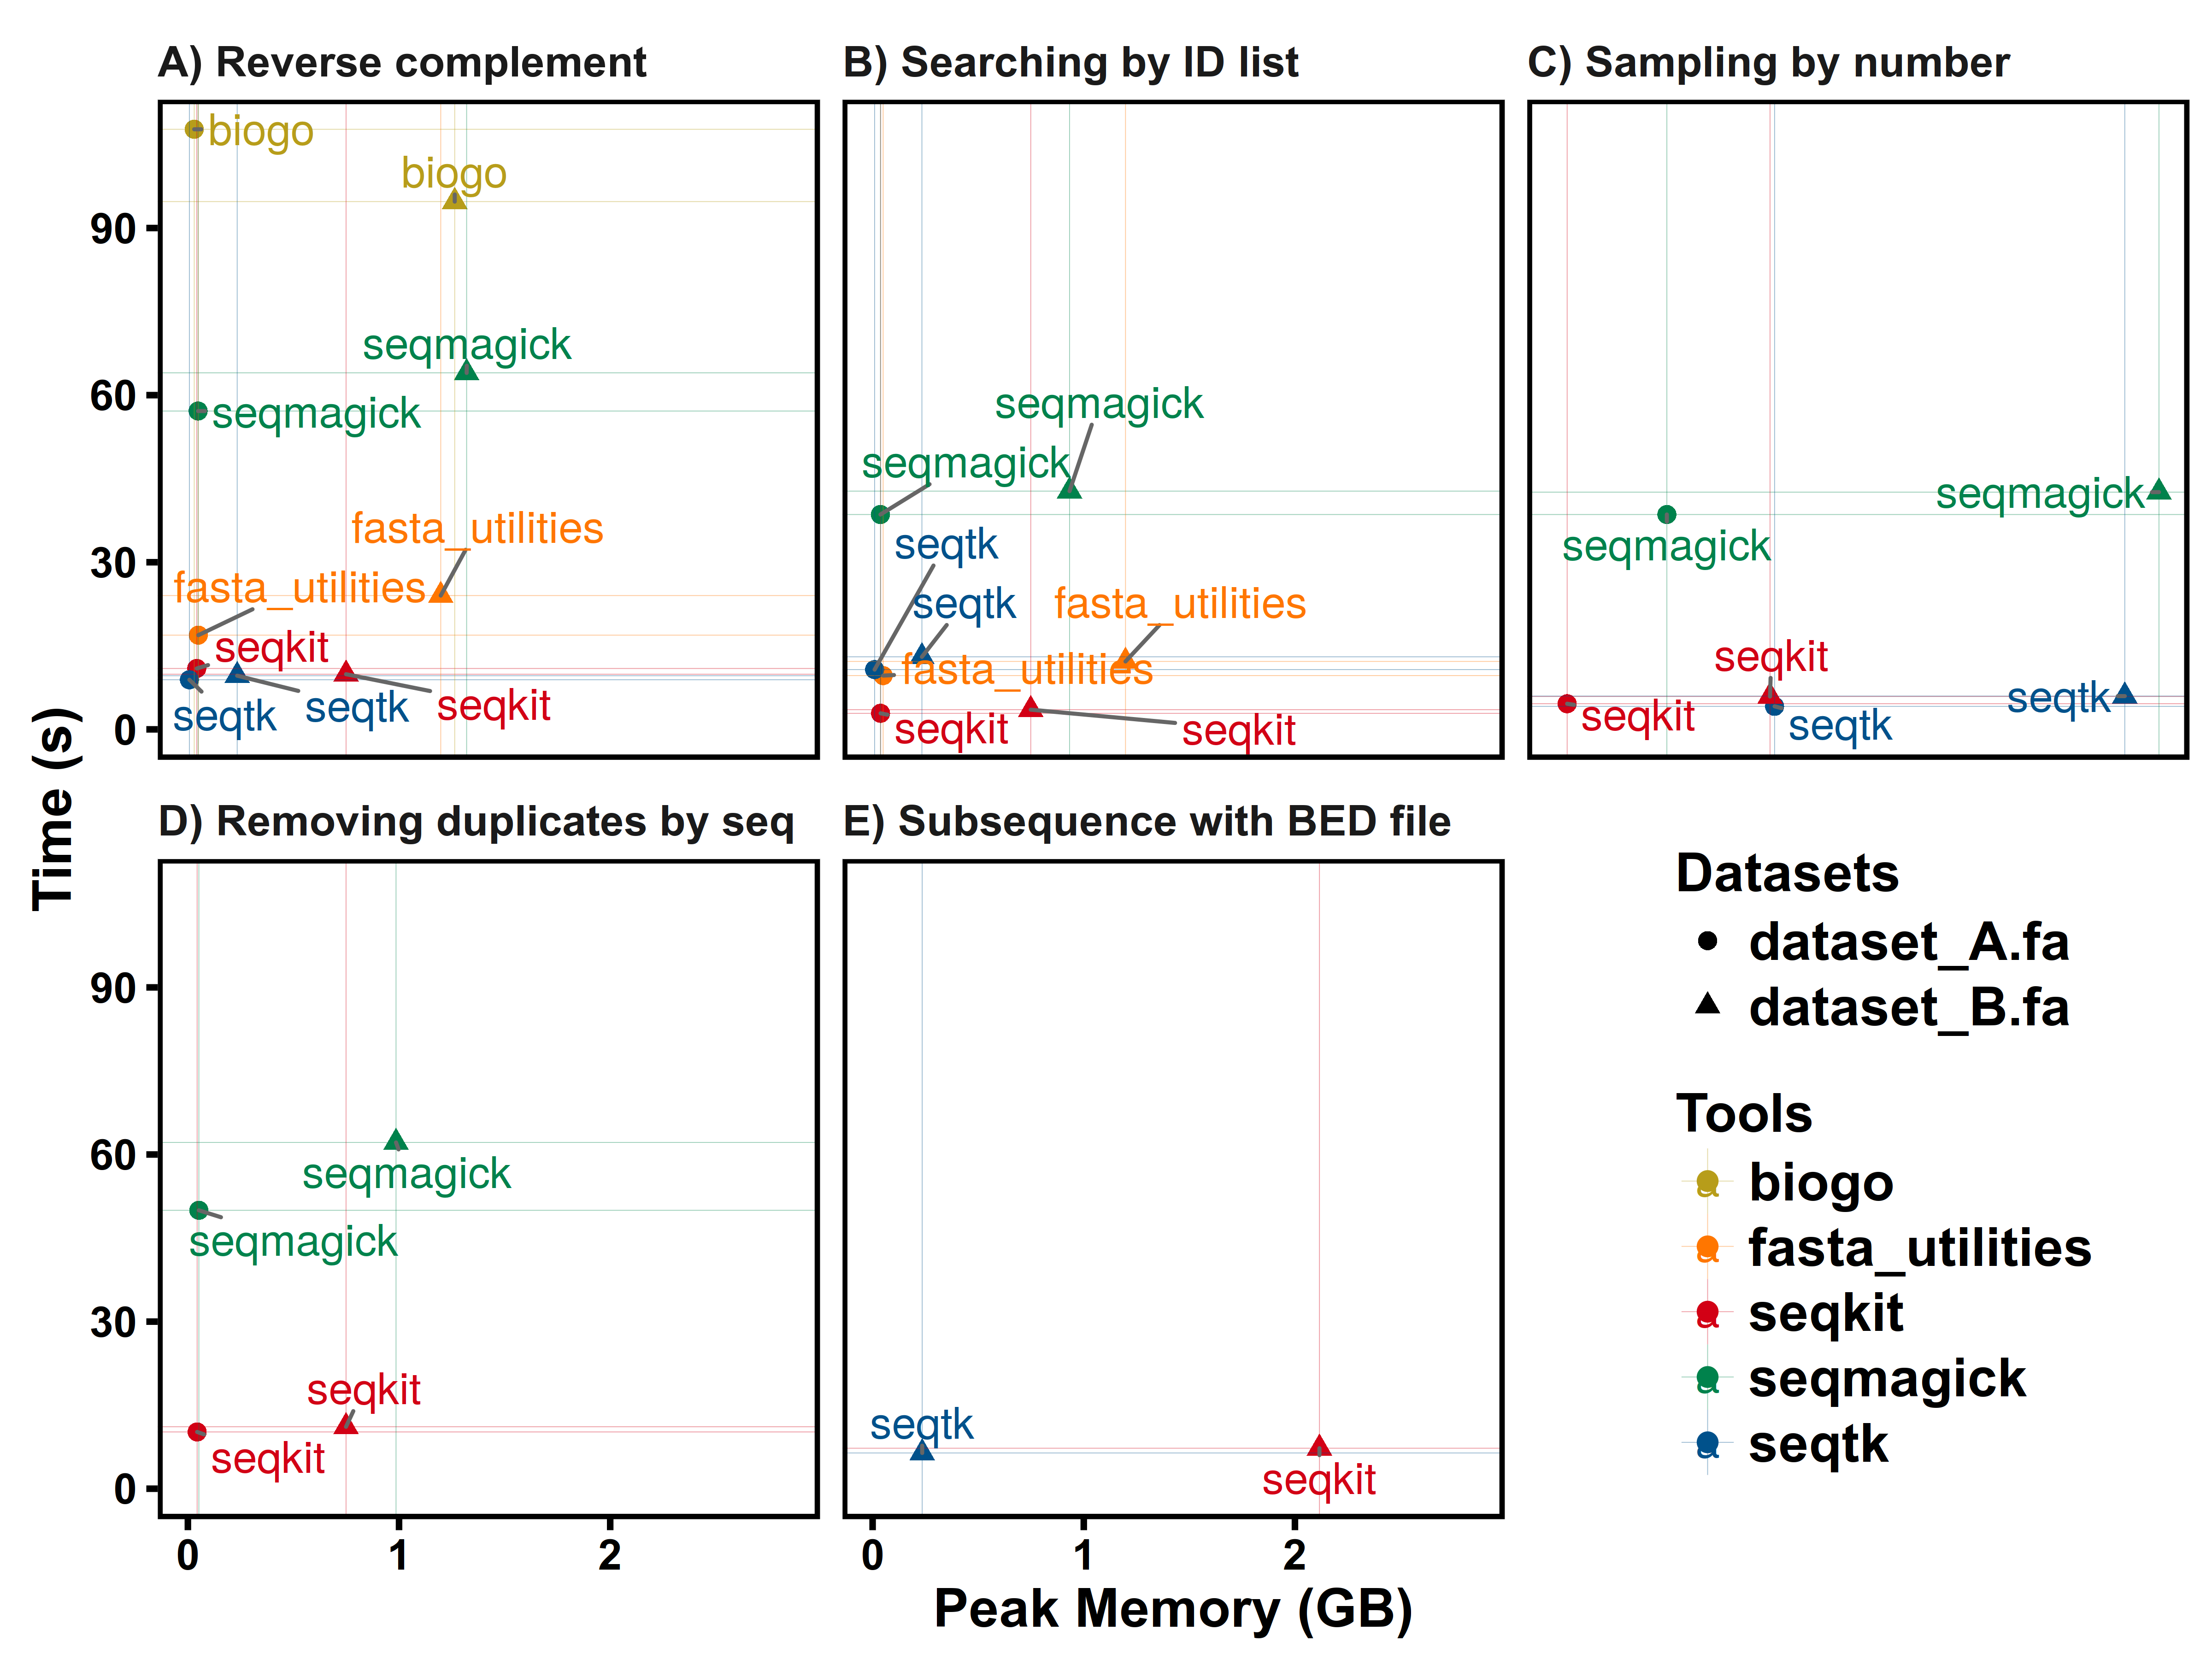 A) Reverse complement
B) Searching by ID list
C) Sampling by number
biogo
biogo
seqmagick
seqmagick
fasta_utilities
fasta_utilities
seqkit
seqtk
seqtk
seqkit
seqmagick
seqmagick
seqtk
seqtk
fasta_utilities
fasta_utilities
seqkit
seqkit
seqmagick
seqmagick
seqkit
seqkit
seqtk
seqtk
90
60
30
0
Time (s)
D) Removing duplicates by seq
E) Subsequence with BED file
seqmagick
seqmagick
seqkit
seqkit
seqtk
seqkit
90
60
30
0
0
1
2
0
1
2
Peak Memory (GB)
Datasets
dataset_A.fa
dataset_B.fa
Tools
a biogo
a fasta_utilities
a seqkit
a seqmagick
a seqtk